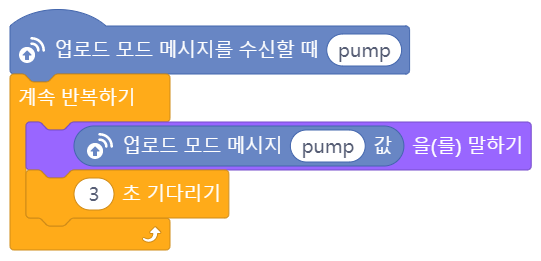 업로드 모드 메시지를 수신할 때 pump
계속 반복하기
업로드 모드 메시지 pump 값 을(를) 말하기
3 초 기다리기